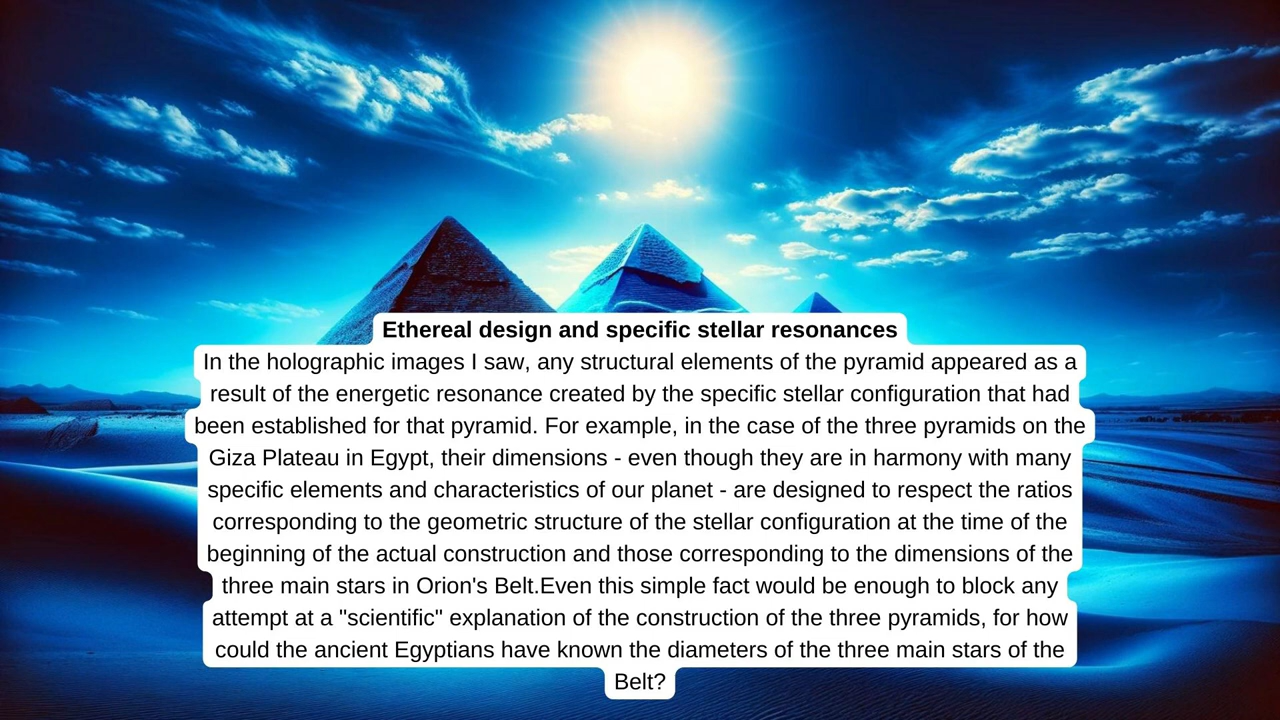 Ethereal design and specific stellar resonances
In the holographic images I saw, any structural elements of the pyramid appeared as a
result of the energetic resonance created by the specific stellar configuration that had
been established for that pyramid. For example, in the case of the three pyramids on the
Giza Plateau in Egypt, their dimensions - even though they are in harmony with many
specific elements and characteristics of our planet - are designed to respect the ratios
corresponding to the geometric structure of the stellar configuration at the time of the
beginning of the actual construction and those corresponding to the dimensions of the
three main stars in Orion's Belt.Even this simple fact would be enough to block any
attempt at a "scientific" explanation of the construction of the three pyramids, for how
could the ancient Egyptians have known the diameters of the three main stars of the
Belt?